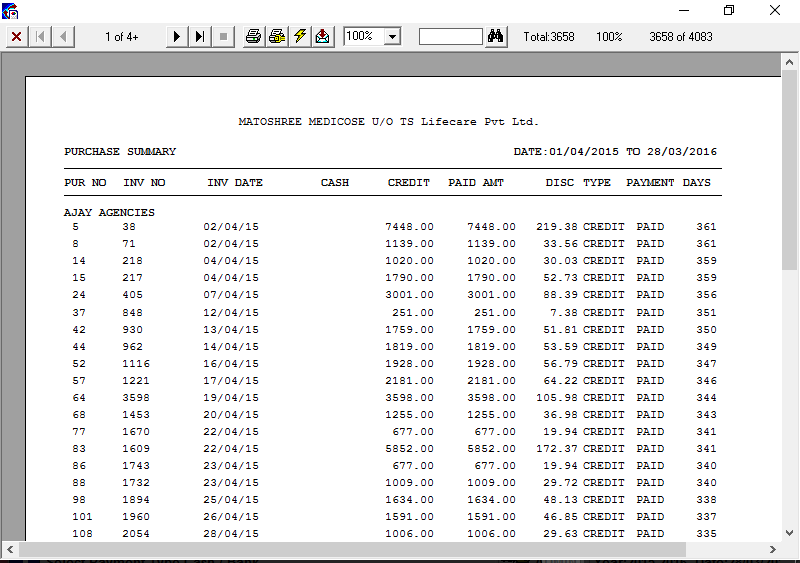 1 of 4+ 100% Total:3658 100% 3658 of 4083
MATOSHREE MEDICOSE U/O TS Lifecare Pvt Ltd.
PURCHASE SUMMARY DATE:01/04/2015 TO 28/03/2016
PUR NO INV NO INV DATE CASH CREDIT PAID AMT DISC TYPE PAYMENT DAYS
AJAY AGENCIES
5 38 02/04/15 7448.00 7448.00 219.38 CREDIT PAID 361
8 71 02/04/15 1139.00 1139.00 33.56 CREDIT PAID 361
14 218 04/04/15 1020.00 1020.00 30.03 CREDIT PAID 359
15 217 04/04/15 1790.00 1790.00 52.73 CREDIT PAID 359
24 405 07/04/15 3001.00 3001.00 88.39 CREDIT PAID 356
37 848 12/04/15 251.00 251.00 7.38 CREDIT PAID 351
42 930 13/04/15 1759.00 1759.00 51.81 CREDIT PAID 350
44 962 14/04/15 1819.00 1819.00 53.59 CREDIT PAID 349
52 1116 16/04/15 1928.00 1928.00 56.79 CREDIT PAID 347
57 1221 17/04/15 2181.00 2181.00 64.22 CREDIT PAID 346
64 3598 19/04/15 3598.00 3598.00 105.98 CREDIT PAID 344
68 1453 20/04/15 1255.00 1255.00 36.98 CREDIT PAID 343
77 1670 22/04/15 677.00 677.00 19.94 CREDIT PAID 341
83 1609 22/04/15 5852.00 5852.00 172.37 CREDIT PAID 341
86 1743 23/04/15 677.00 677.00 19.94 CREDIT PAID 340
88 1732 23/04/15 1009.00 1009.00 29.72 CREDIT PAID 340
98 1894 25/04/15 1634.00 1634.00 48.13 CREDIT PAID 338
101 1960 26/04/15 1591.00 1591.00 46.85 CREDIT PAID 337
108 2054 28/04/15 1006.00 1006.00 29.63 CREDIT PAID 335